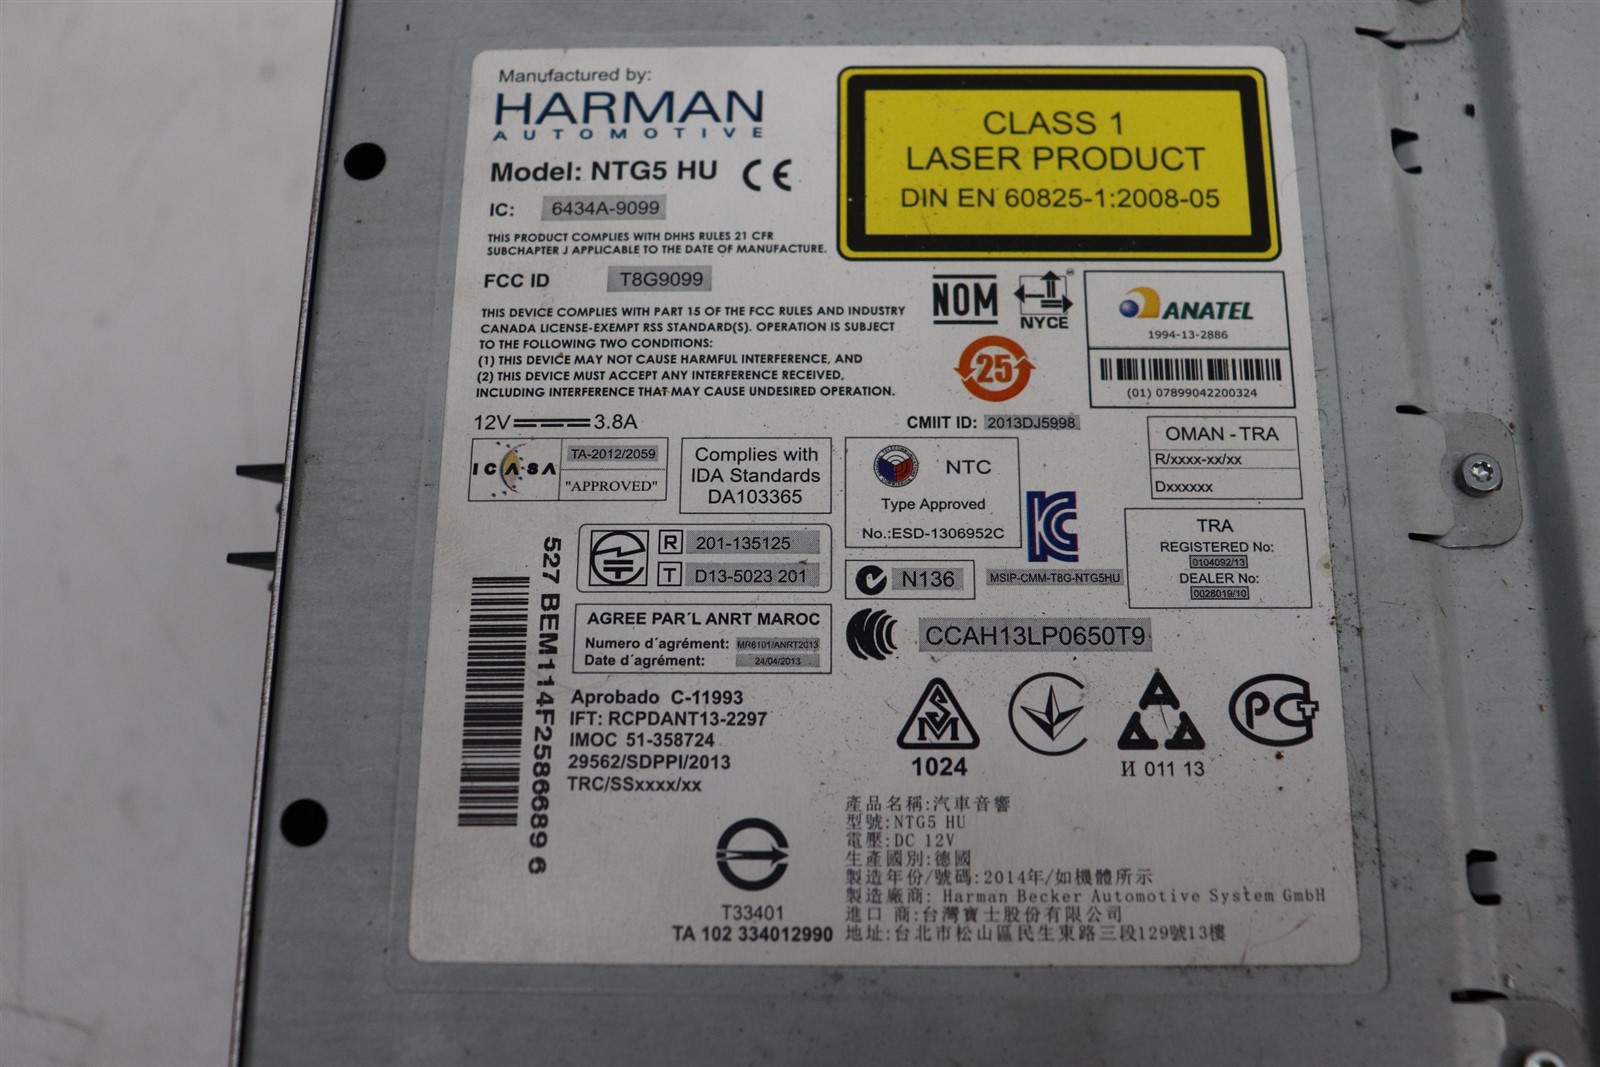 Manufactured by:
HARMAN
AUTOMOTIVE
Model: NTG5 HU CE
IC: 6434A-9099
THIS PRODUCT COMPLIES WITH DHHS RULES 21 CFR
SUBCHAPTER J APPLICABLE TO THE DATE OF MANUFACTURE.
FCC ID T8G9099
THIS DEVICE COMPLIES WITH PART 15 OF THE FCC RULES AND INDUSTRY
CANADA LICENSE-EXEMPT RSS STANDARD(S). OPERATION IS SUBJECT
TO THE FOLLOWING TWO CONDITIONS:
(1) THIS DEVICE MAY NOT CAUSE HARMFUL INTERFERENCE, AND
(2) THIS DEVICE MUST ACCEPT ANY INTERFERENCE RECEIVED,
INCLUDING INTERFERENCE THAT MAY CAUSE UNDESIRED OPERATION.
12V 3.8A
CLASS 1
LASER PRODUCT
DIN EN 60825-1:2008-05
NOM
NYCE
ANATEL
1994-13-2886
(01) 07899042200324
25
CMIIT ID: 2013DJ5998
ICASA
TA-2012/2059
"APPROVED"
Complies with
IDA Standards
DA103365
NTC
Type Approved
No.:ESD-1306952C
OMAN - TRA
R/xxxx-xx/xx
Dxxxxxx
R 201-135125
T D13-5023 201
N136
MSIP-CMM-T8G-NTG5HU
TRA
REGISTERED No:
0104092/13
DEALER No:
0028019/10
527 BEM114F2586689 6
AGREE PAR´L ANRT MAROC
Numero d´agrément: MR8101/ANRT2013
Date d´agrément: 24/04/2013
CCAH13LP0650T9
Aprobado C-11993
IFT: RCPDANT13-2297
IMOC 51-358724
29562/SDPPI/2013
TRC/SSxxxx/xx
1024
И 011 13
T33401
TA 102 334012990
產品名稱:汽車音響
型號:NTG5 HU
電壓:DC 12V
生產國別:德國
製造年份/號碼:2014年/如機體所示
製造廠商: Harman Becker Automotive System GmbH
進口 商:台灣賓士股份有限公司
地址:台北市松山區民生東路三段129號13樓